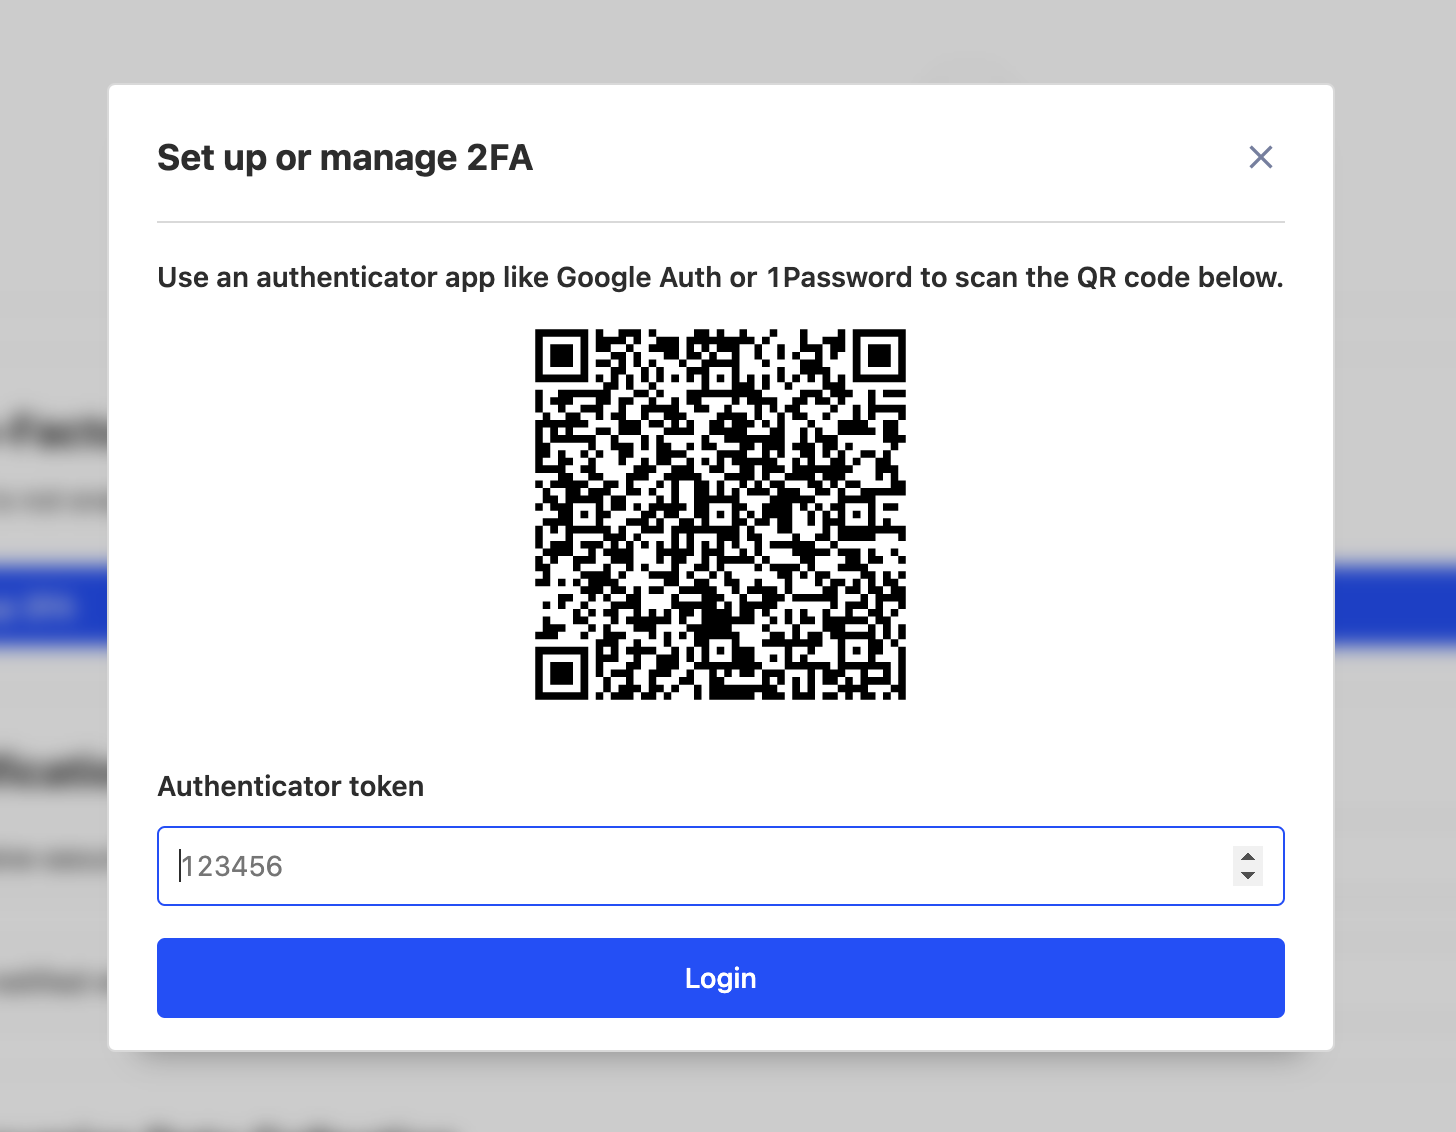 Set up or manage 2FA
Use an authenticator app like Google Auth or 1Password to scan the QR code below.
Authenticator token
123456
Login